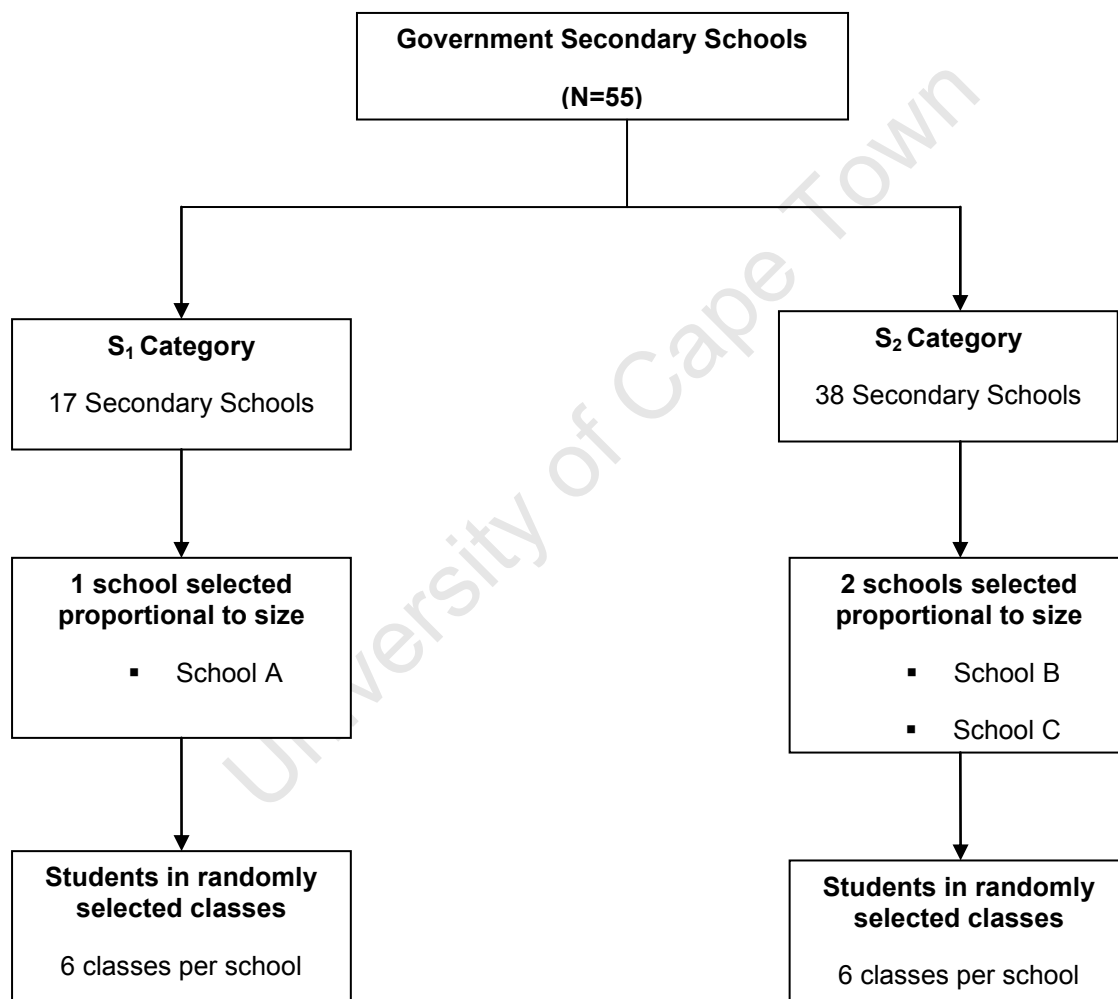 Government Secondary Schools
(N=55)
S₁ Category
17 Secondary Schools
S₂ Category
38 Secondary Schools
1 school selected
proportional to size
▪ School A
2 schools selected
proportional to size
▪ School B
▪ School C
Students in randomly
selected classes
6 classes per school
Students in randomly
selected classes
6 classes per school
University of Cape Town